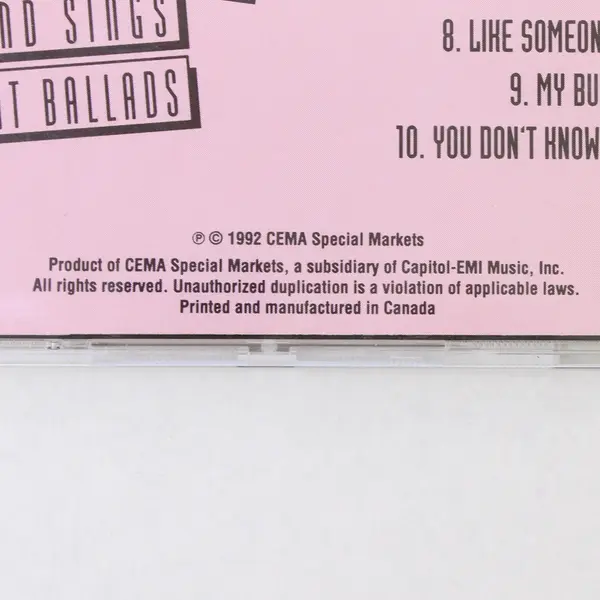 ND SINGS
T BALLADS
8. LIKE SOMEON
9. MY BU
10. YOU DON'T KNOW
℗ © 1992 CEMA Special Markets
Product of CEMA Special Markets, a subsidiary of Capitol-EMI Music, Inc.
All rights reserved. Unauthorized duplication is a violation of applicable laws.
Printed and manufactured in Canada